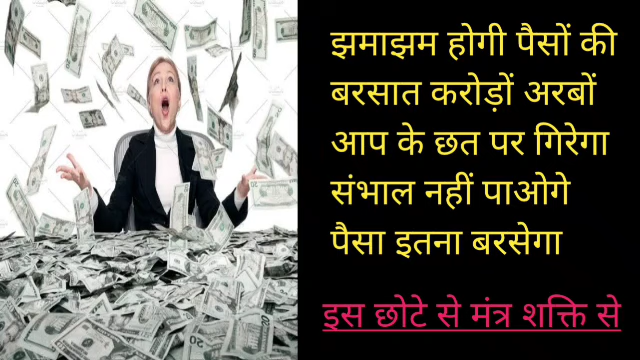 झमाझम होगी पैसों की
बरसात करोड़ों अरबों
आप के छत पर गिरेगा
संभाल नहीं पाओगे
पैसा इतना बरसेगा
इस छोटे से मंत्र शक्ति से